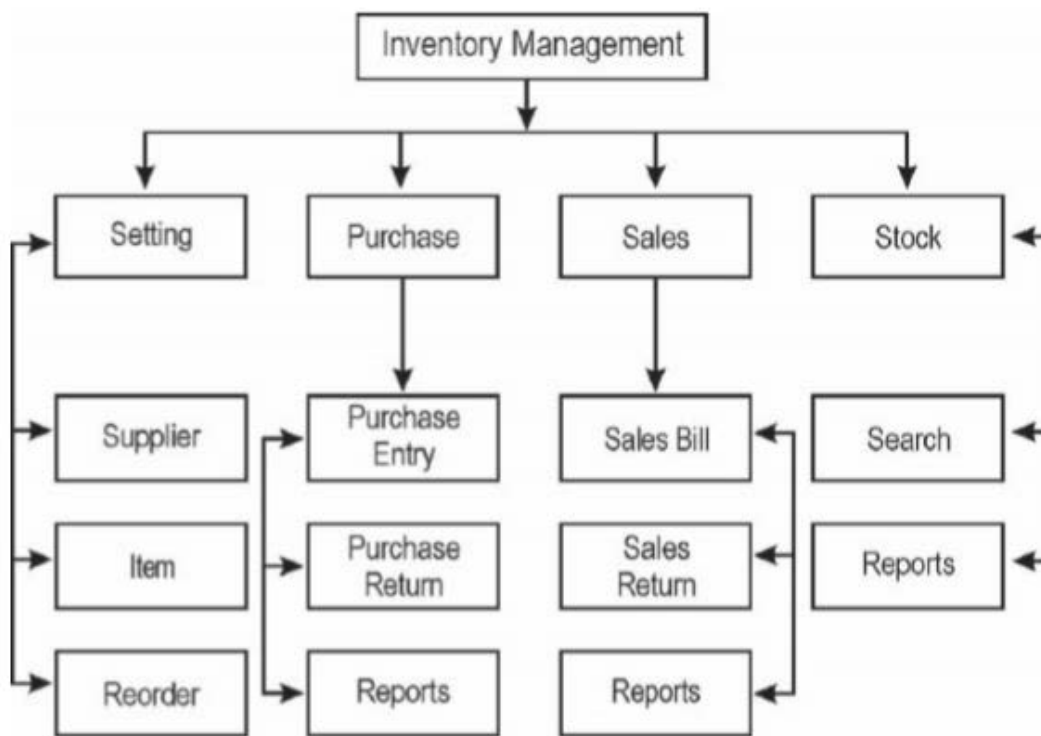 Inventory Management
Setting
Purchase
Sales
Stock
Supplier
Purchase
Entry
Sales Bill
Search
Item
Purchase
Return
Sales
Return
Reports
Reorder
Reports
Reports